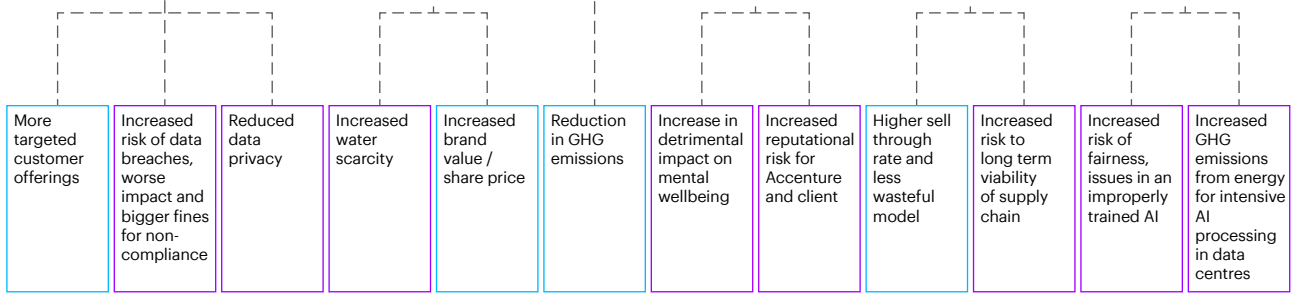 More
targeted
customer
offerings
Increased
risk of data
breaches,
worse
impact and
bigger fines
for non-
compliance
Reduced
data
privacy
Increased
water
scarcity
Increased
brand
value /
share price
Reduction
in GHG
emissions
Increase in
detrimental
impact on
mental
wellbeing
Increased
reputational
risk for
Accenture
and client
Higher sell
through
rate and
less
wasteful
model
Increased
risk to
long term
viability
of supply
chain
Increased
risk of
fairness,
issues in an
improperly
trained AI
Increased
GHG
emissions
from energy
for intensive
AI
processing
in data
centres